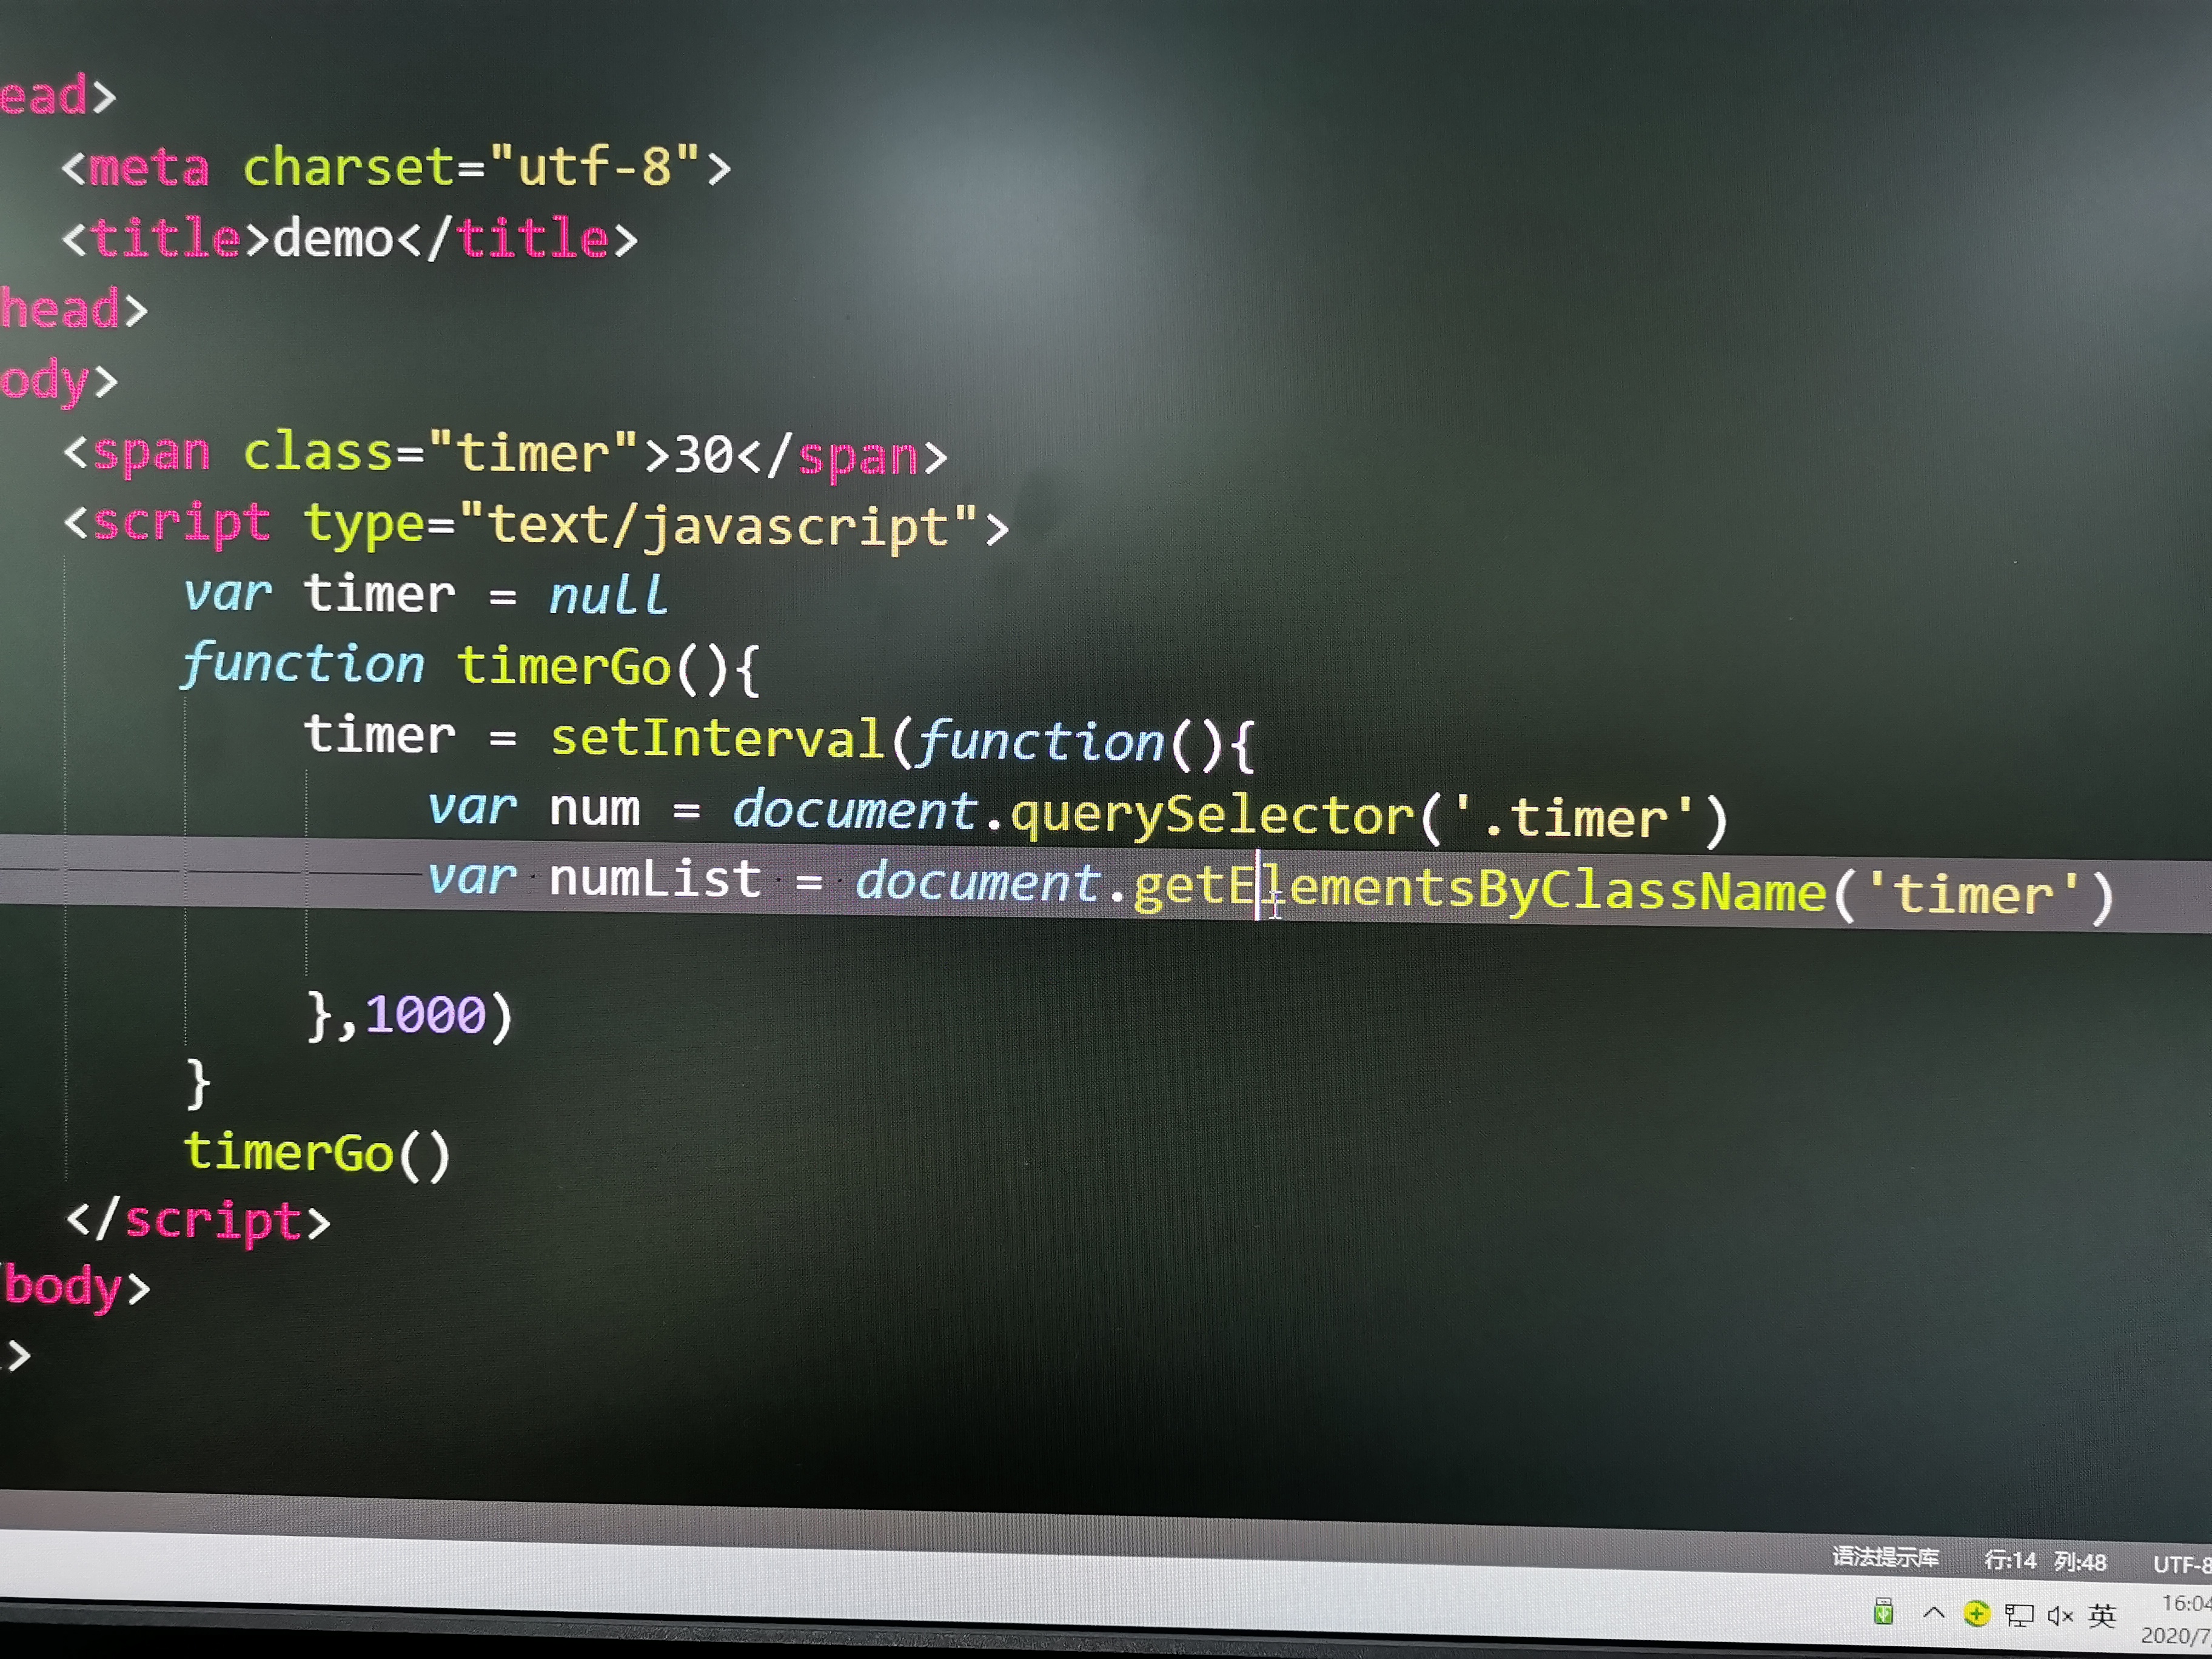 ead>
<meta charset="utf-8">
<title>demo</title>
head>
ody>
<span class="timer">30</span>
<script type="text/javascript">
var timer = null
function timerGo(){
timer = setInterval(function(){
var num = document.querySelector('.timer')
var numList = document.getElementsByClassName('timer')
},1000)
}
timerGo()
</script>
/body>
>
语法提示库 行:14 列:48 UTF-8
英 16:04
2020/7/